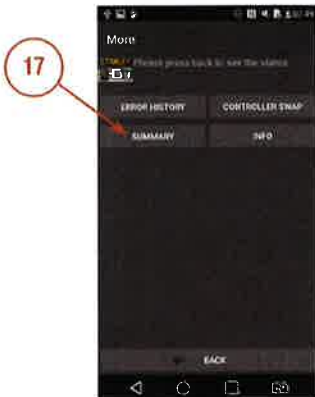 More
Please press back to see the status
ERROR HISTORY
CONTROLLER SWAP
17
SUMMARY
INFO
BACK